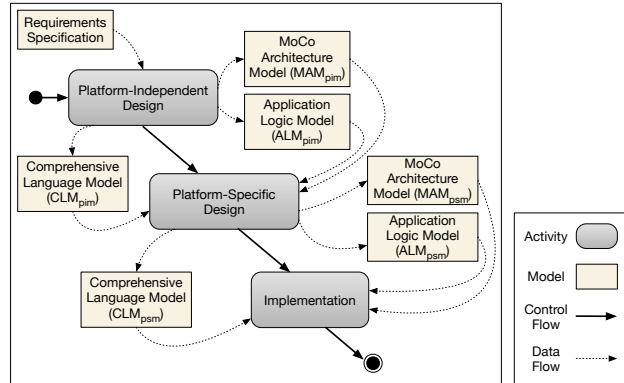 Requirements
Specification
MoCo
Architecture
Model (MAMpim)
Platform-Independent
Design
Application
Logic Model
(ALMpim)
Comprehensive
Language Model
(CLMpim)
MoCo
Architecture
Model (MAMpsm)
Platform-Specific
Design
Application
Logic Model
(ALMpsm)
Comprehensive
Language Model
(CLMpsm)
Implementation
Activity
Model
Control
Flow
Data
Flow